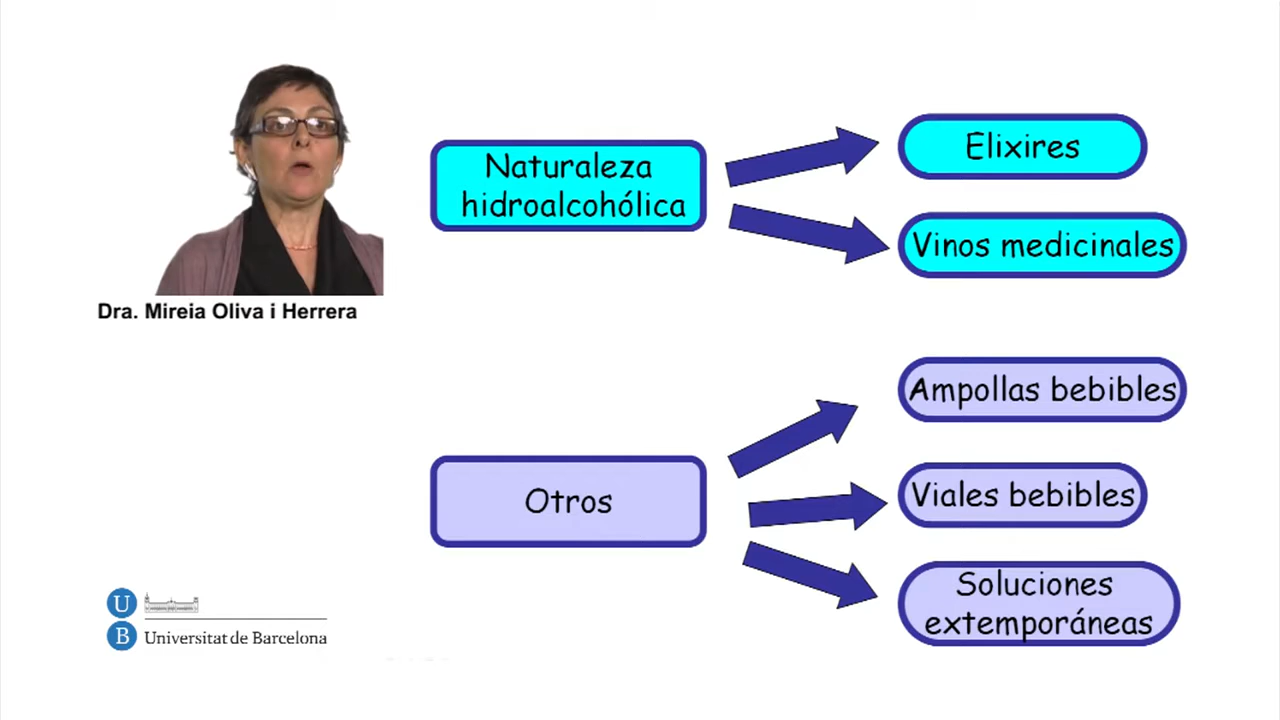 Naturaleza
hidroalcohólica
Elixires
Vinos medicinales
Dra. Mireia Oliva i Herrera
Otros
Ampollas bebibles
Viales bebibles
Soluciones
extemporáneas
U
B
Universitat de Barcelona